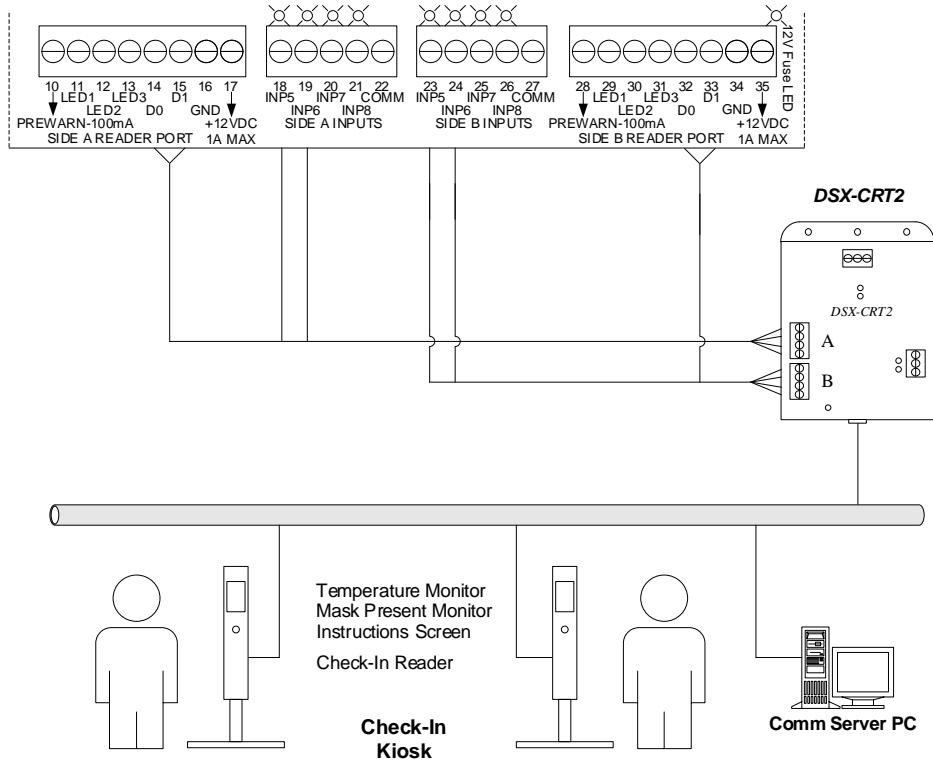 12V Fuse LED
10 11 12 13 14 15 16 17
LED1 LED3 D1
LED2 D0 GND
PREWARN-100mA +12VDC
SIDE A READER PORT 1A MAX
18 19 20 21 22
INP5 INP7 COMM
INP6 INP8
SIDE A INPUTS
23 24 25 26 27
INP5 INP7 COMM
INP6 INP8
SIDE B INPUTS
28 29 30 31 32 33 34 35
LED1 LED3 D1
LED2 D0 GND
PREWARN-100mA +12VDC
SIDE B READER PORT 1A MAX
DSX-CRT2
DSX-CRT2
A
B
Temperature Monitor
Mask Present Monitor
Instructions Screen
Check-In Reader
Check-In
Kiosk
Comm Server PC